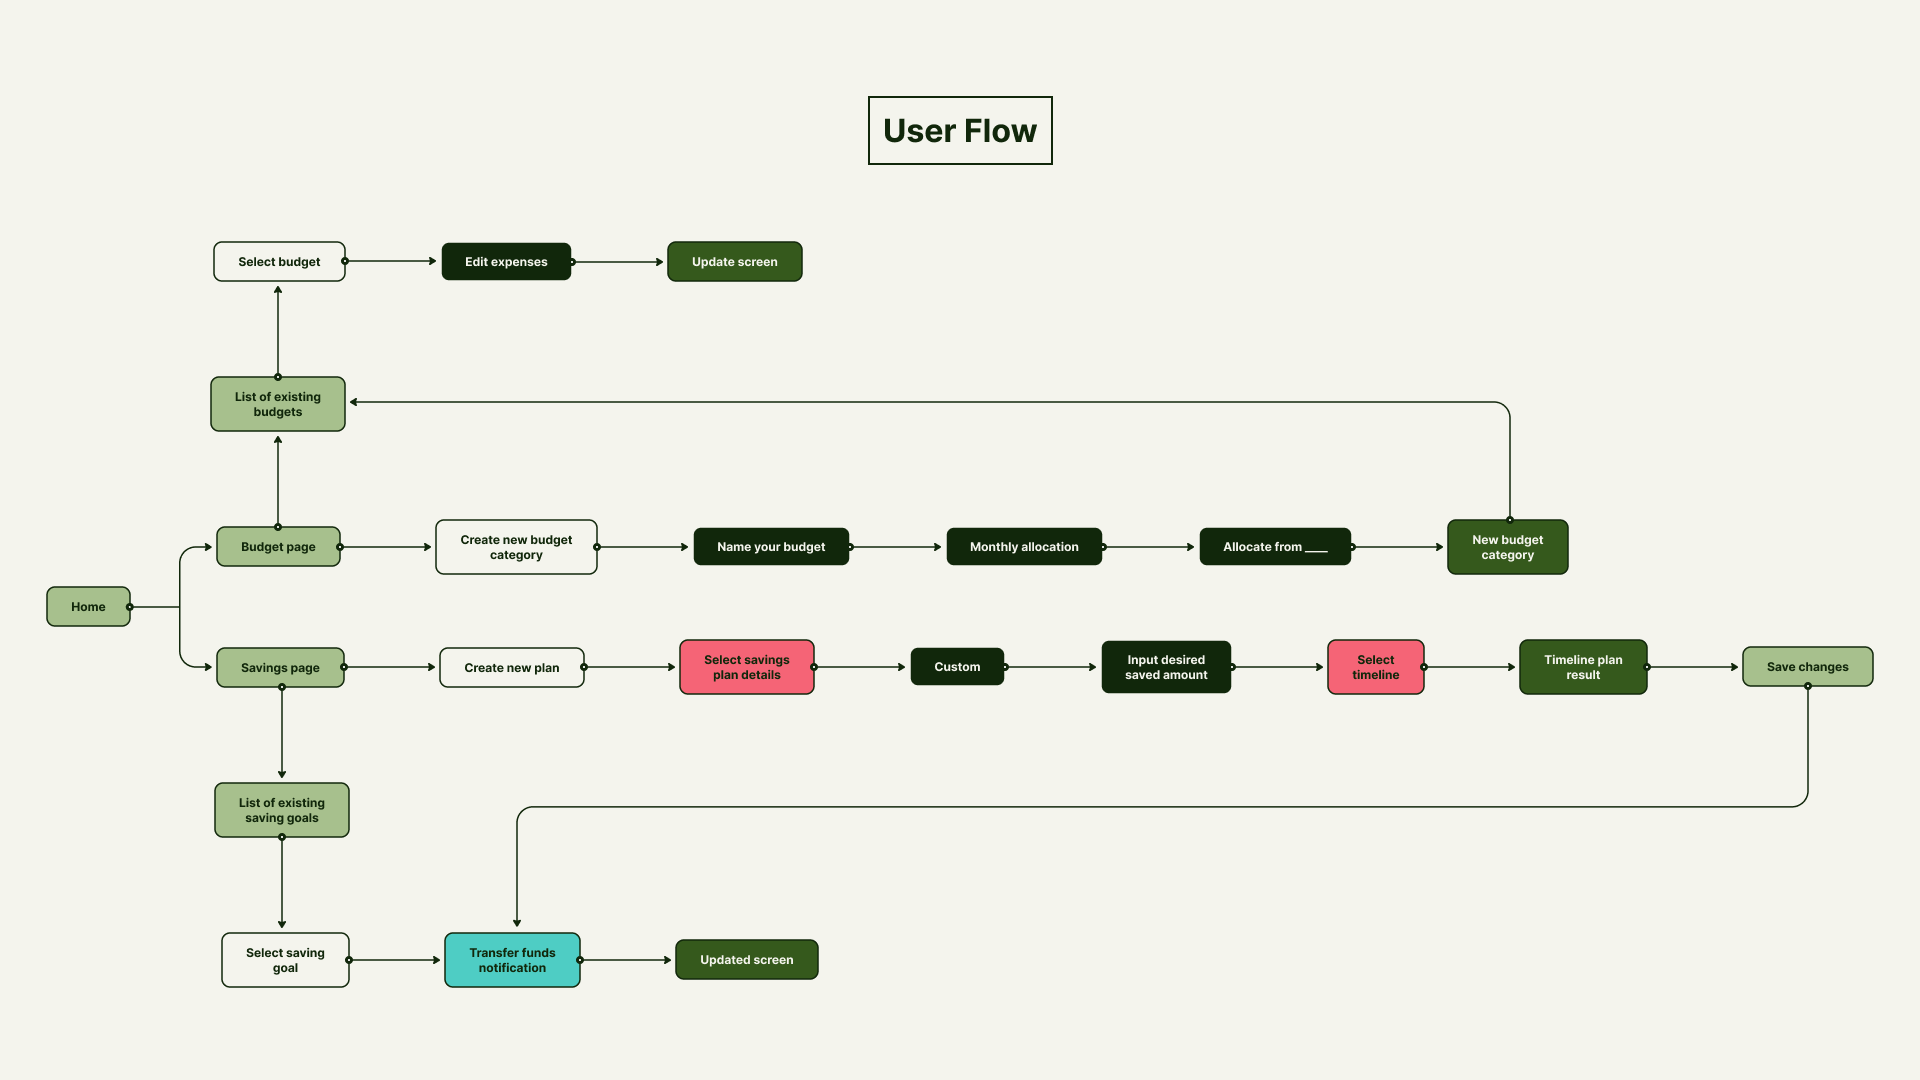 User Flow
Select budget
Edit expenses
Update screen
List of existing
budgets
Budget page
Create new budget
category
Name your budget
Monthly allocation
Allocate from ____
New budget
category
Home
Savings page
Create new plan
Select savings
plan details
Custom
Input desired
saved amount
Select
timeline
Timeline plan
result
Save changes
List of existing
saving goals
Select saving
goal
Transfer funds
notification
Updated screen